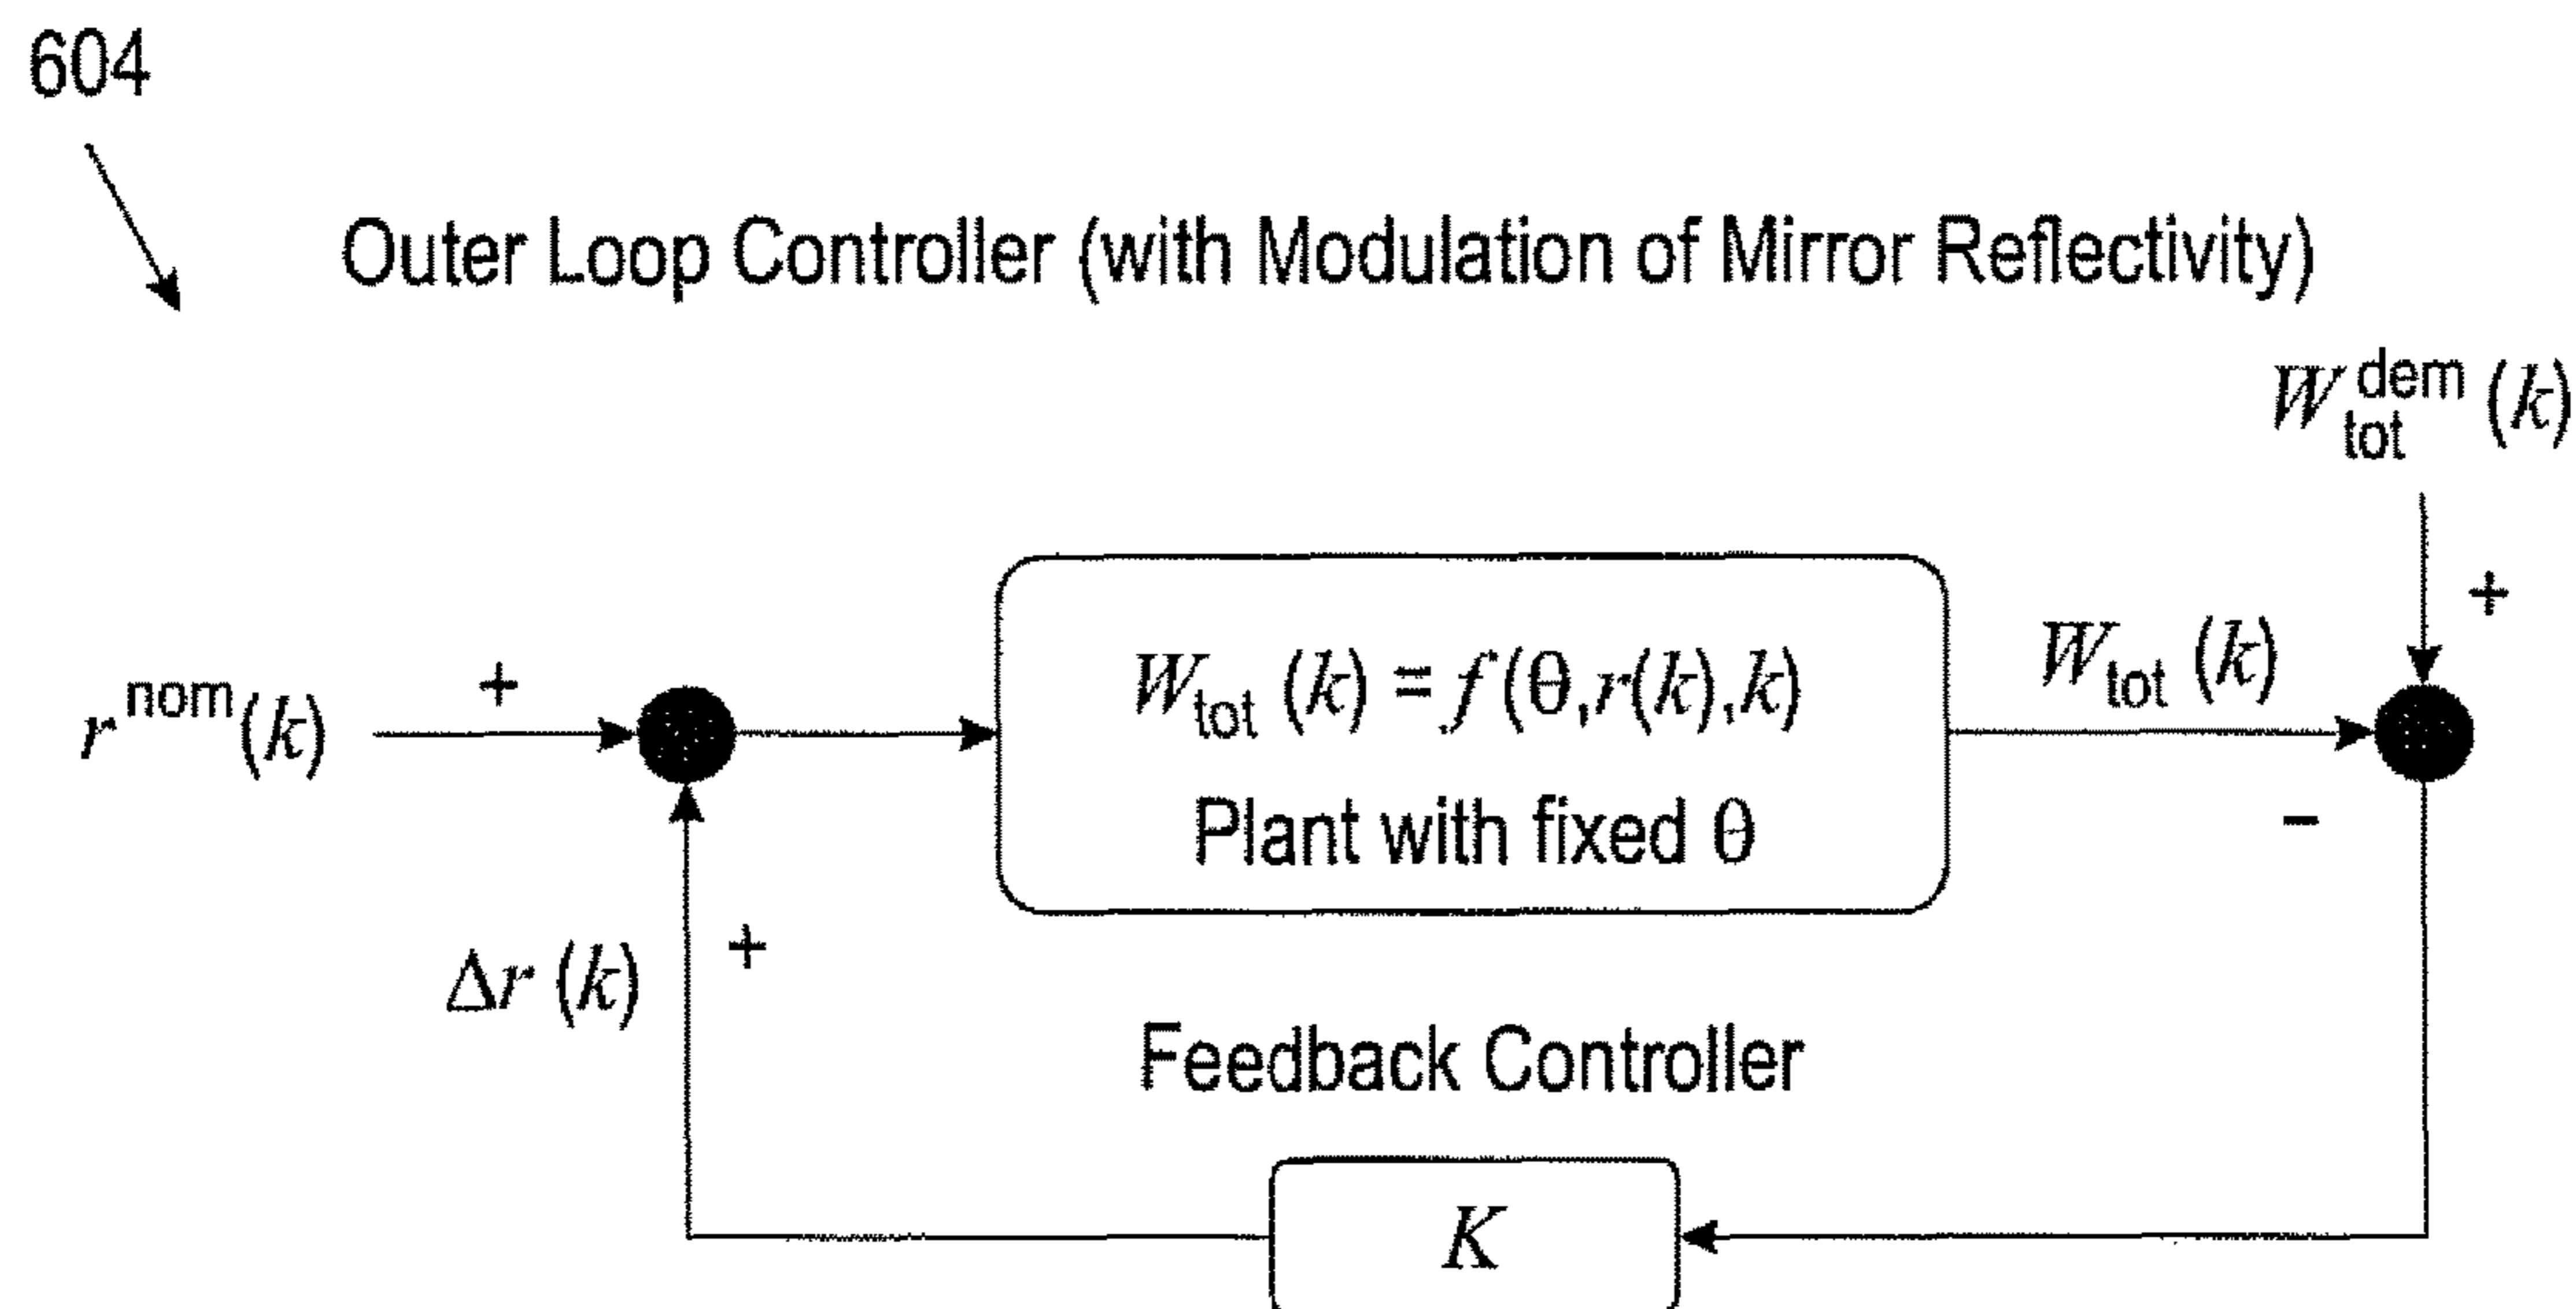 604
Outer Loop Controller (with Modulation of Mirror Reflectivity)
W_tot^dem (k)
+
r^nom(k)
+
W_tot (k) = f (θ,r(k),k)
Plant with fixed θ
W_tot (k)
−
Δr (k)
+
Feedback Controller
K